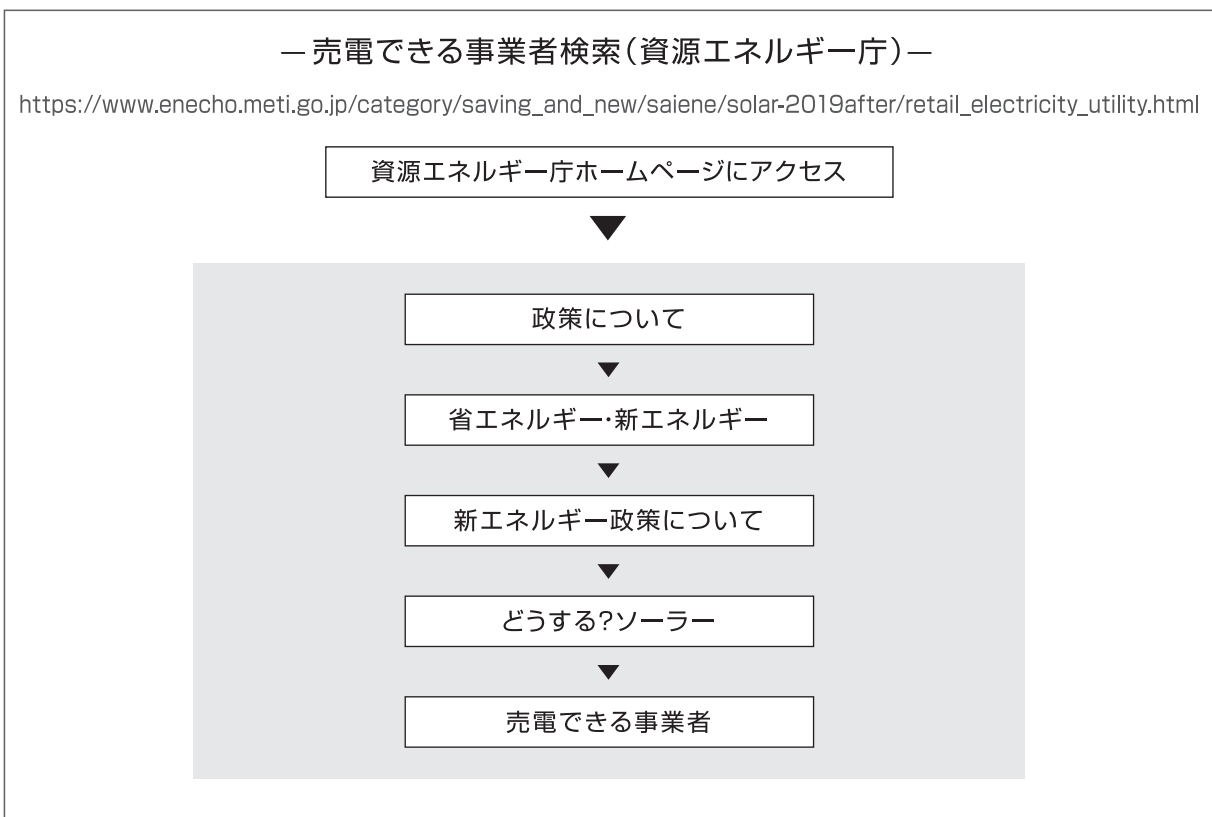 ―売電できる事業者検索(資源エネルギー庁)―
https://www.enecho.meti.go.jp/category/saving_and_new/saiene/solar-2019after/retail_electricity_utility.html
資源エネルギー庁ホームページにアクセス
政策について
省エネルギー・新エネルギー
新エネルギー政策について
どうする?ソーラー
売電できる事業者